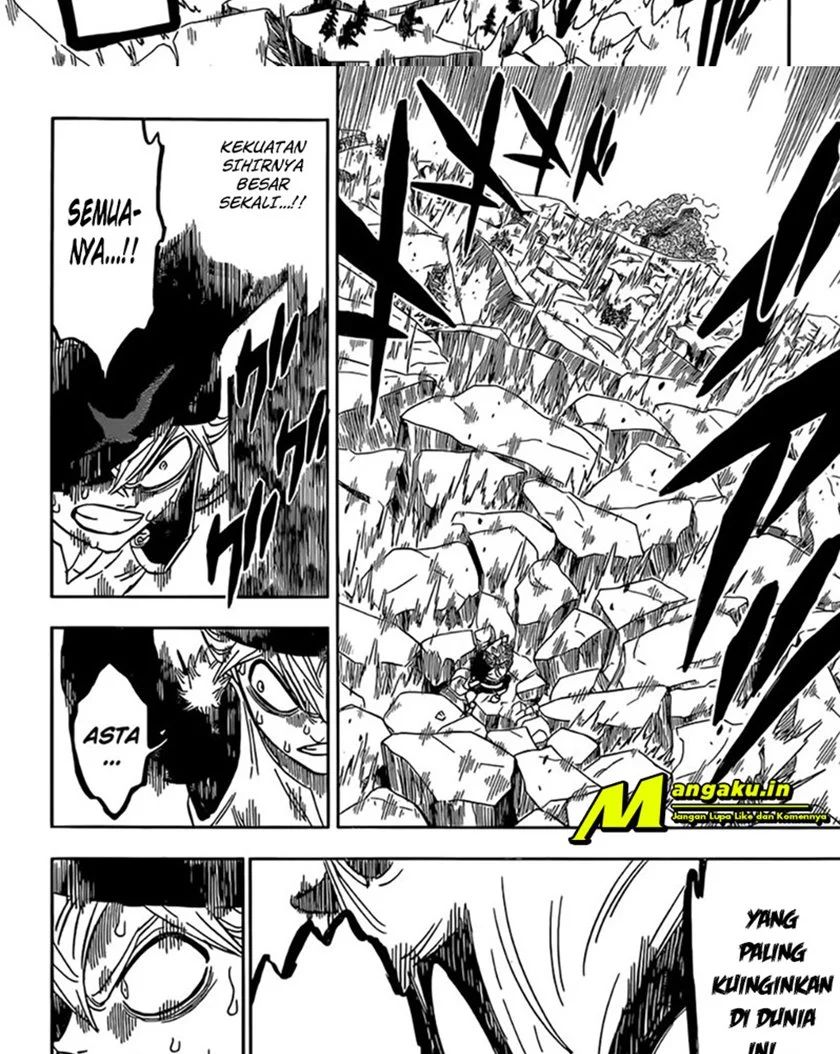 KEKUATAN
SIHIRNYA
BESAR
SEKALI...!!
SEMUA-
NYA...!!
ASTA
...
Mangaku.in
Jangan Lupa Like dan Komennya
YANG
PALING
KUINGINKAN
DI DUNIA
INI